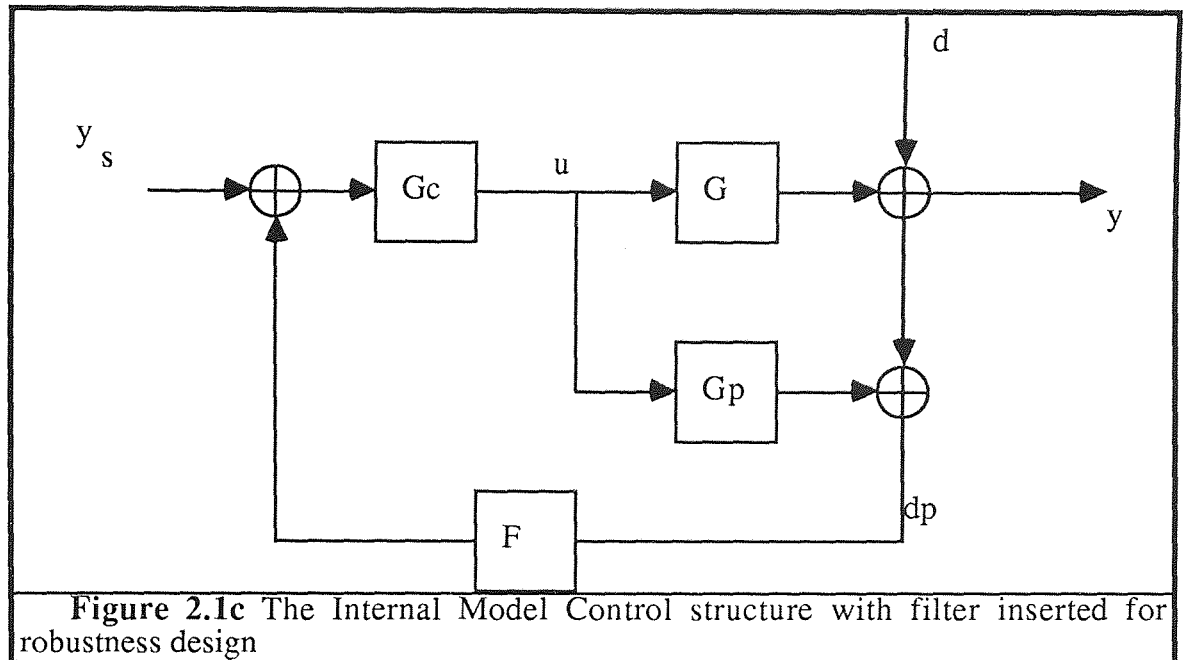 d
y
s
Gc
u
G
y
Gp
dp
F
Figure 2.1c The Internal Model Control structure with filter inserted for
robustness design